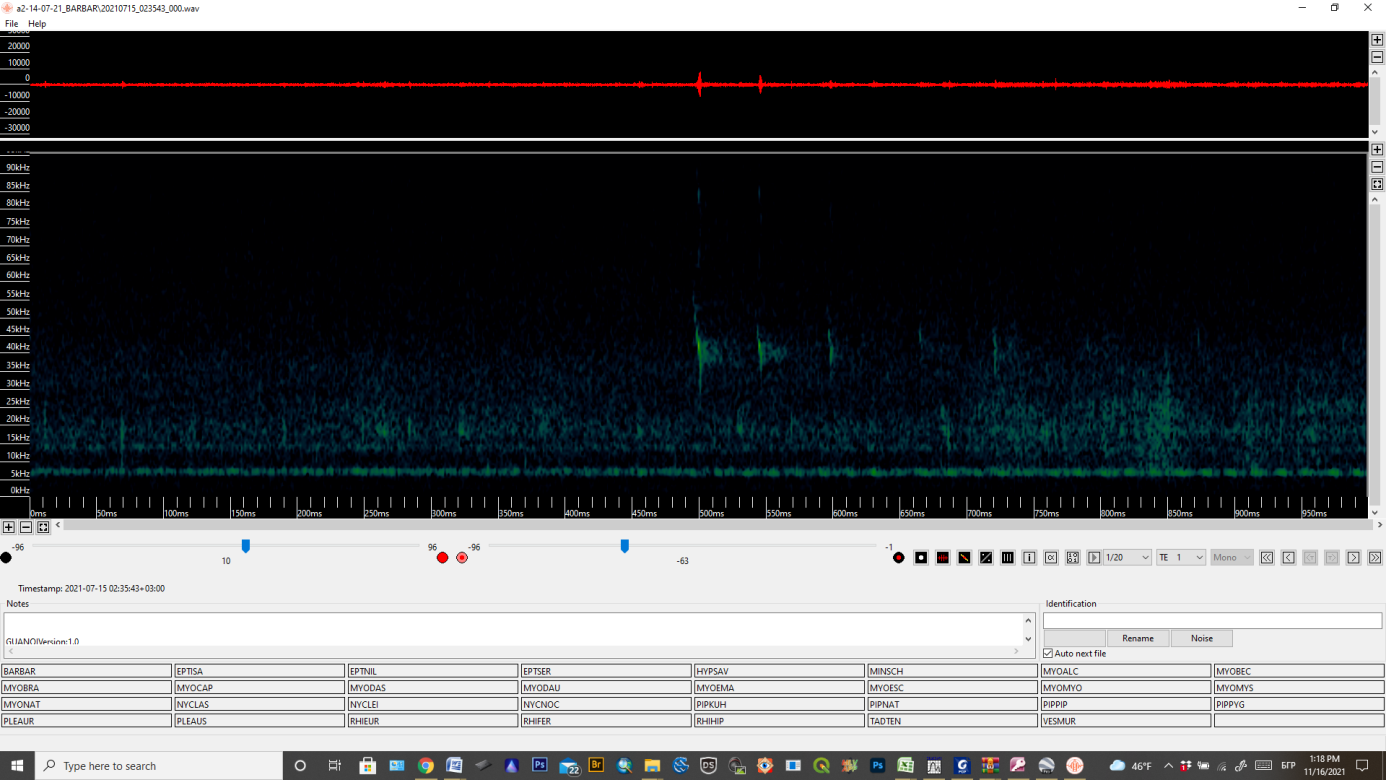 a2-14-07-21_BARBAR\20210715_023543_000.wav
File Help
20000
10000
0
-10000
-20000
-30000
90kHz
85kHz
80kHz
75kHz
70kHz
65kHz
60kHz
55kHz
50kHz
45kHz
40kHz
35kHz
30kHz
25kHz
20kHz
15kHz
10kHz
5kHz
0kHz
0ms 50ms 100ms 150ms 200ms 250ms 300ms 350ms 400ms 450ms 500ms 550ms 600ms 650ms 700ms 750ms 800ms 850ms 900ms 950ms
-96 96 -96 -1
10 -63
1/20 TE 1 Mono
Timestamp: 2021-07-15 02:35:43+03:00
Notes Identification
GUANO|Version:1.0
Rename Noise
Auto next file
BARBAR EPTISA EPTNIL EPTSER HYPSAV MINSCH MYOALC MYOBEC
MYOBRA MYOCAP MYODAS MYODAU MYOEMA MYOESC MYOMYO MYOMYS
MYONAT NYCLAS NYCLEI NYCNOC PIPKUH PIPNAT PIPPIP PIPPYG
PLEAUR PLEAUS RHIEUR RHIFER RHIHIP TADTEN VESMUR
Type here to search 22 46°F БГР 1:18 PM
11/16/2021